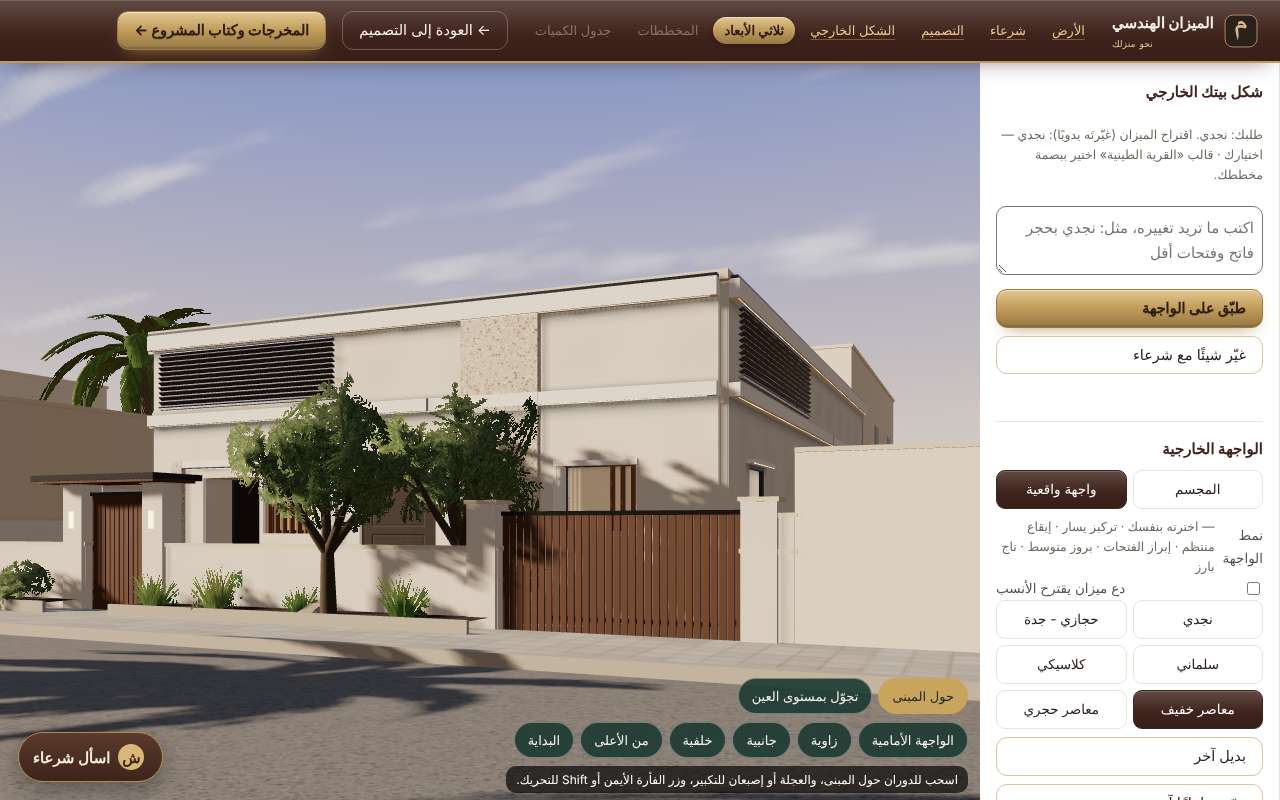 م
الميزان الهندسي
نحو منزلك
الأرض
شرعاء
التصميم
الشكل الخارجي
ثلاثي الأبعاد
المخططات
جدول الكميات
← العودة إلى التصميم
المخرجات وكتاب المشروع ←
شكل بيتك الخارجي
طلبك: نجدي. اقتراح الميزان (غيّرتَه يدويًا): نجدي —
اختيارك · قالب «القرية الطينية» اختير ببصمة
مخططك.
اكتب ما تريد تغييره، مثل: نجدي بحجر
فاتح وفتحات أقل
طبّق على الواجهة
غيّر شيئًا مع شرعاء
الواجهة الخارجية
المجسم
واجهة واقعية
نمط
الواجهة
— اخترته بنفسك · تركيز يسار · إيقاع
منتظم · إبراز الفتحات · بروز متوسط · تاج
بارز
دع ميزان يقترح الأنسب
نجدي
حجازي - جدة
سلماني
كلاسيكي
معاصر خفيف
معاصر حجري
بديل آخر
حول المبنى
تجوّل بمستوى العين
الواجهة الأمامية
زاوية
جانبية
خلفية
من الأعلى
البداية
اسحب للدوران حول المبنى، والعجلة أو إصبعان للتكبير، وزر الفأرة الأيمن أو Shift للتحريك.
ش
اسأل شرعاء